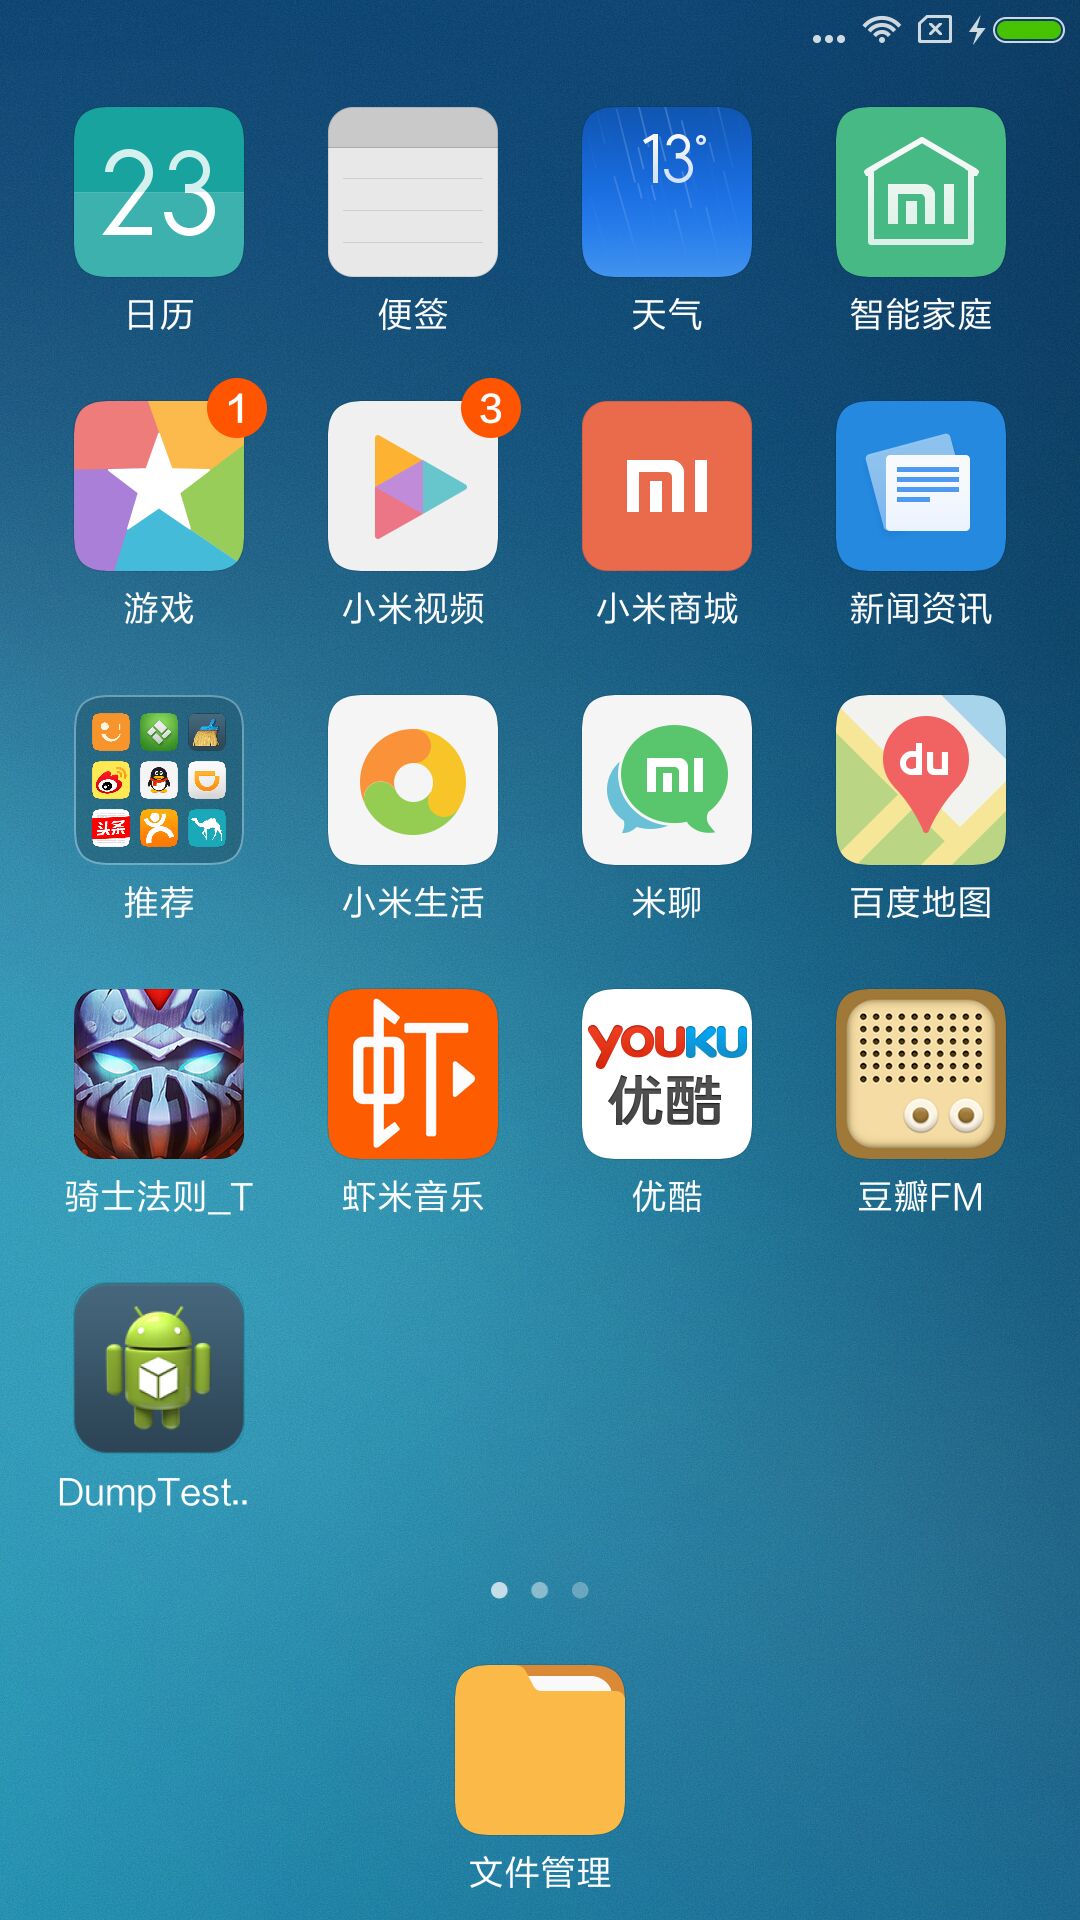 23
13°
日历
便签
天气
智能家庭
1
3
游戏
小米视频
小米商城
新闻资讯
头条
du
推荐
小米生活
米聊
百度地图
虾
YOUKU
优酷
骑士法则_T
虾米音乐
优酷
豆瓣FM
DumpTest..
文件管理